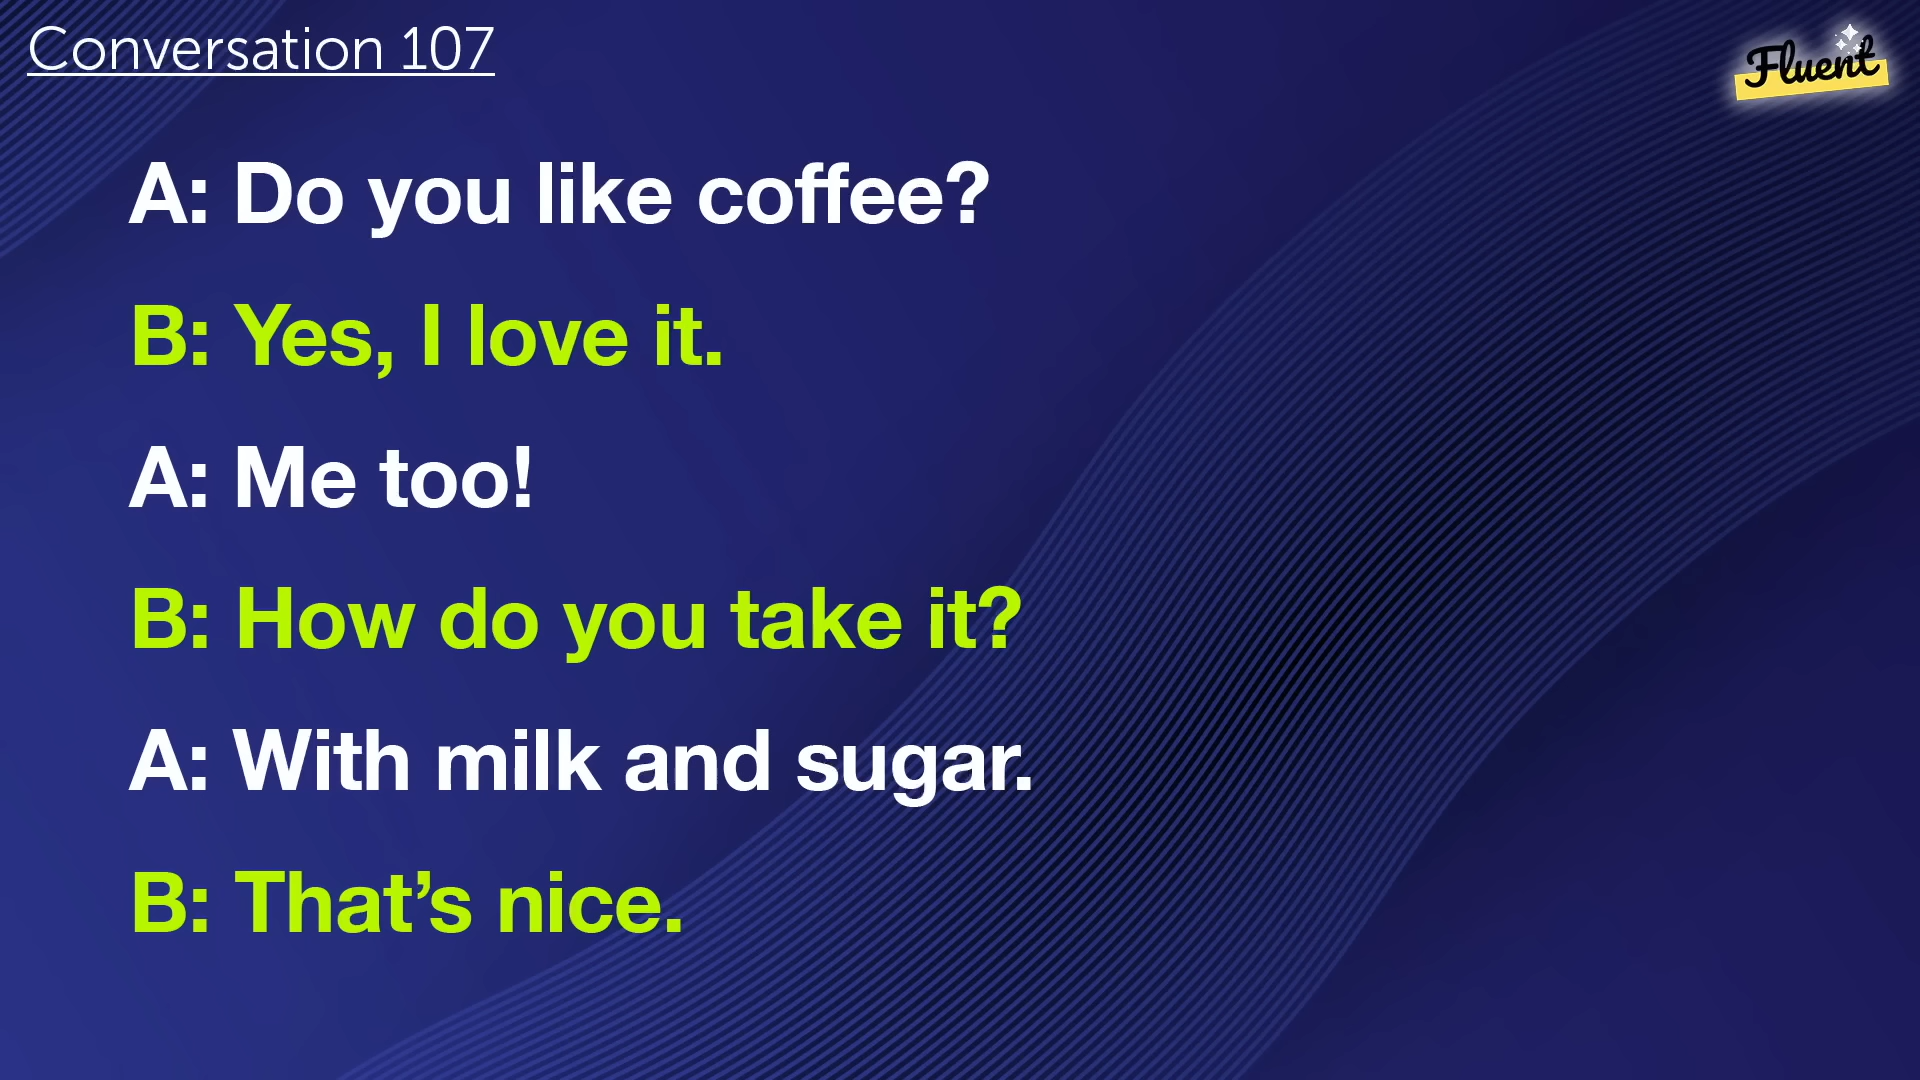 Conversation 107
Fluent
A: Do you like coffee?
B: Yes, I love it.
A: Me too!
B: How do you take it?
A: With milk and sugar.
B: That’s nice.